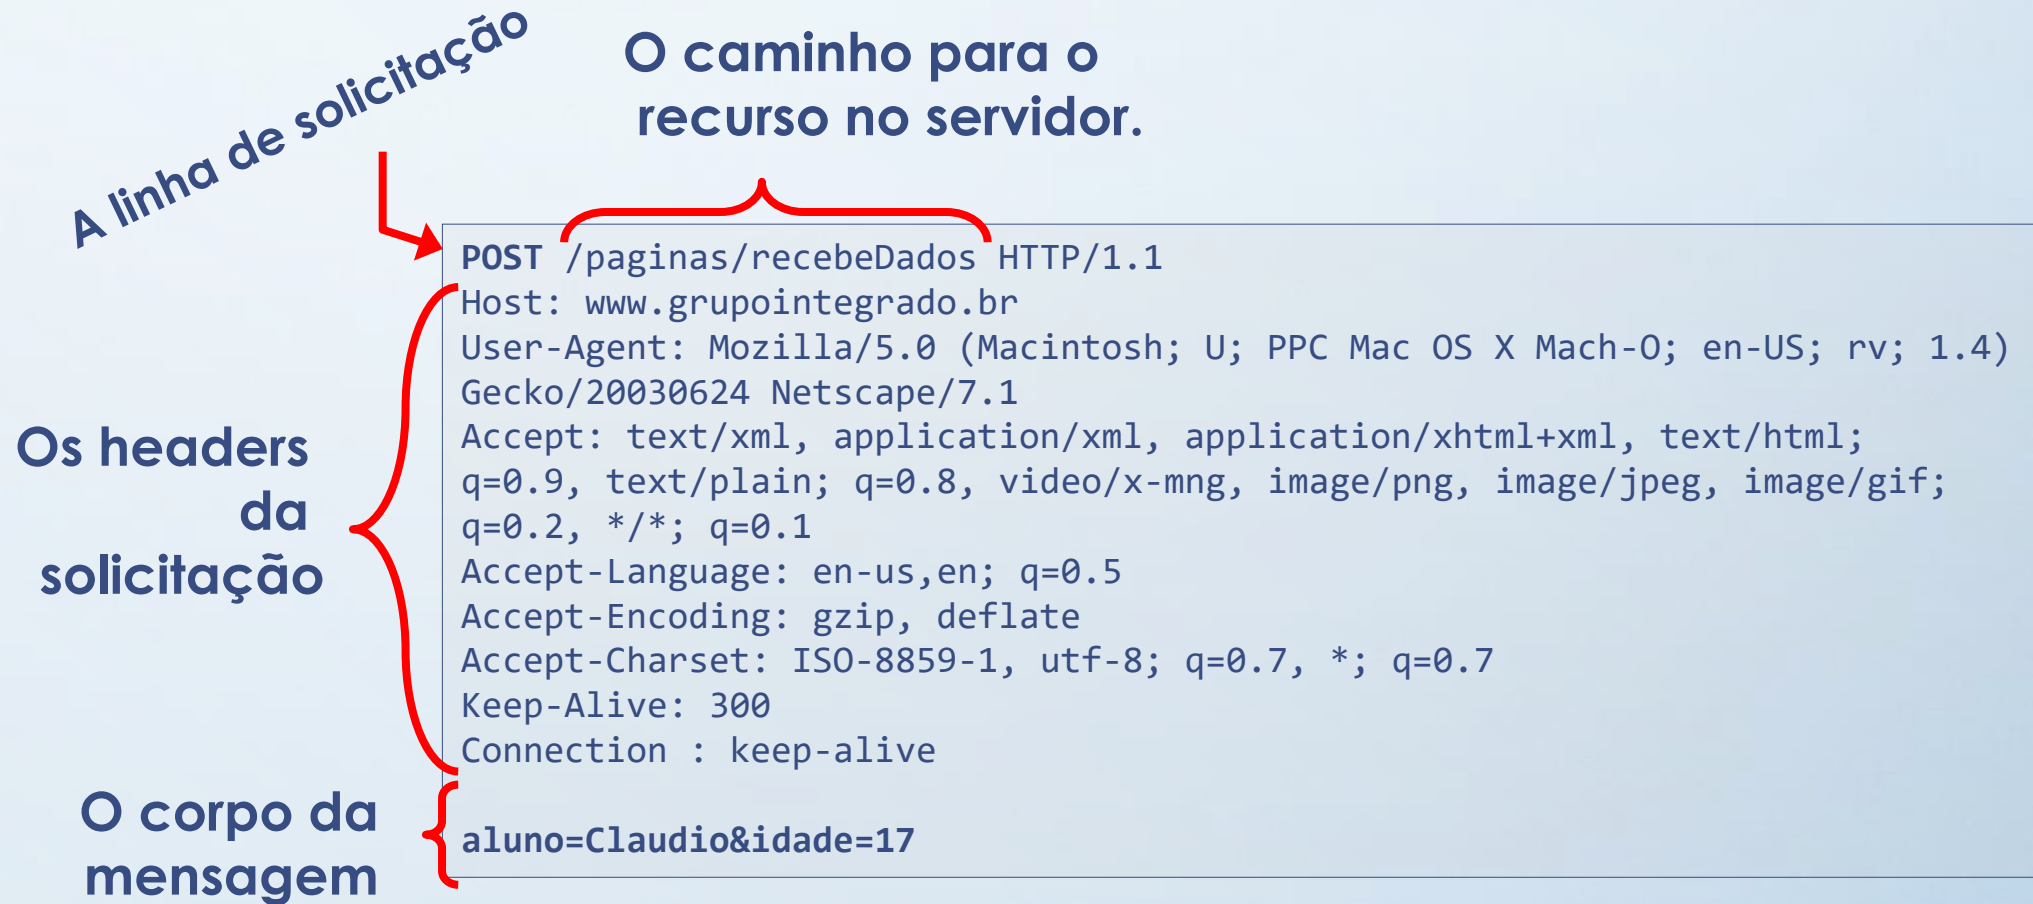 A linha de solicitação
O caminho para o
recurso no servidor.
POST /paginas/recebeDados HTTP/1.1
Host: www.grupointegrado.br
User-Agent: Mozilla/5.0 (Macintosh; U; PPC Mac OS X Mach-O; en-US; rv; 1.4)
Gecko/20030624 Netscape/7.1
Accept: text/xml, application/xml, application/xhtml+xml, text/html;
q=0.9, text/plain; q=0.8, video/x-mng, image/png, image/jpeg, image/gif;
q=0.2, */*; q=0.1
Accept-Language: en-us,en; q=0.5
Accept-Encoding: gzip, deflate
Accept-Charset: ISO-8859-1, utf-8; q=0.7, *; q=0.7
Keep-Alive: 300
Connection : keep-alive
Os headers
da
solicitação
O corpo da
mensagem
aluno=Claudio&idade=17